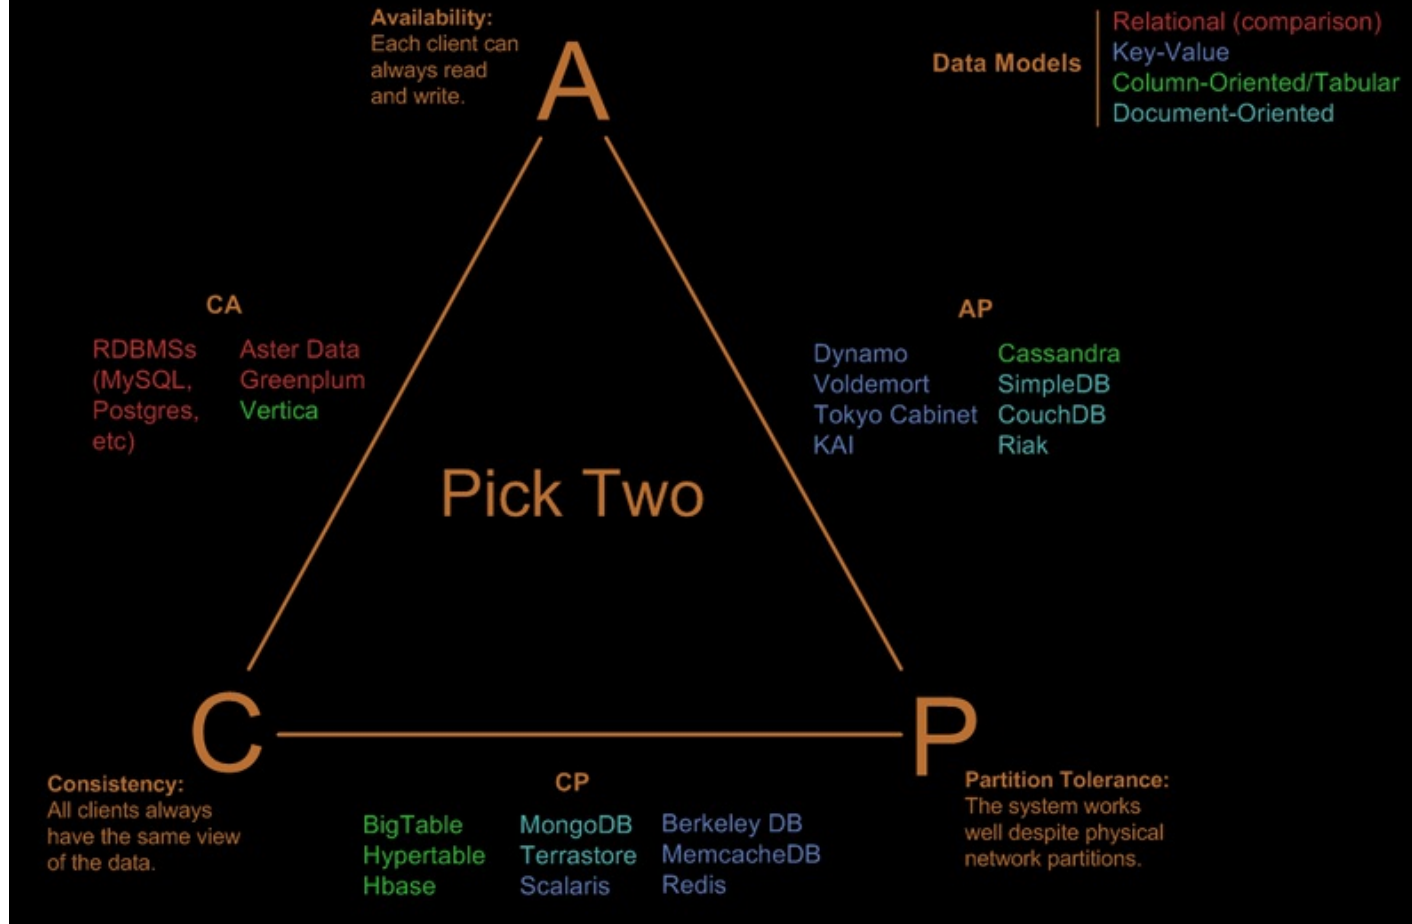 Availability:
Each client can
always read
and write.
A
Data Models
Relational (comparison)
Key-Value
Column-Oriented/Tabular
Document-Oriented
CA
RDBMSs
(MySQL,
Postgres,
etc)
Aster Data
Greenplum
Vertica
AP
Dynamo
Voldemort
Tokyo Cabinet
KAI
Cassandra
SimpleDB
CouchDB
Riak
Pick Two
C
Consistency:
All clients always
have the same view
of the data.
P
Partition Tolerance:
The system works
well despite physical
network partitions.
CP
BigTable
Hypertable
Hbase
MongoDB
Terrastore
Scalaris
Berkeley DB
MemcacheDB
Redis